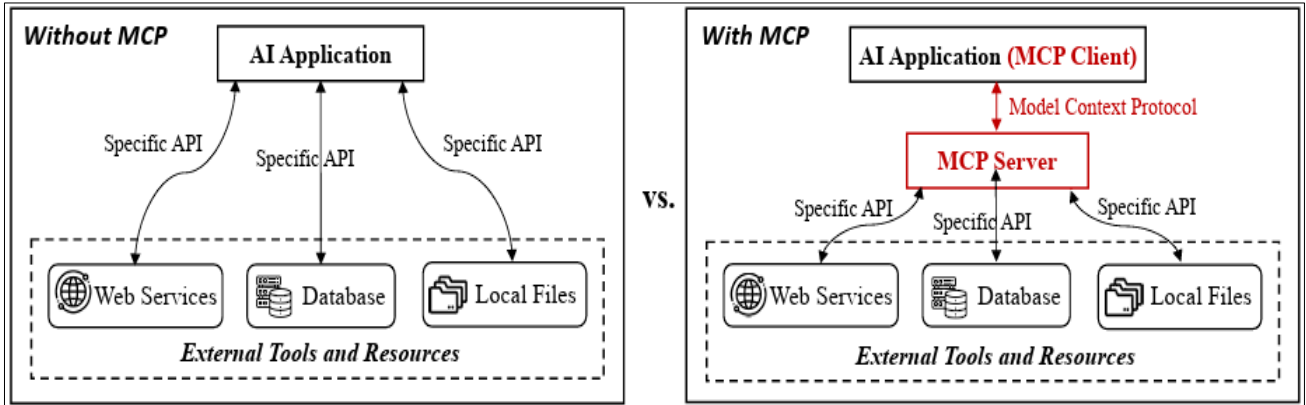 Without MCP
AI Application
Specific API
Specific API
Specific API
Web Services
Database
Local Files
External Tools and Resources
vs.
With MCP
AI Application (MCP Client)
Model Context Protocol
MCP Server
Specific API
Specific API
Specific API
Web Services
Database
Local Files
External Tools and Resources